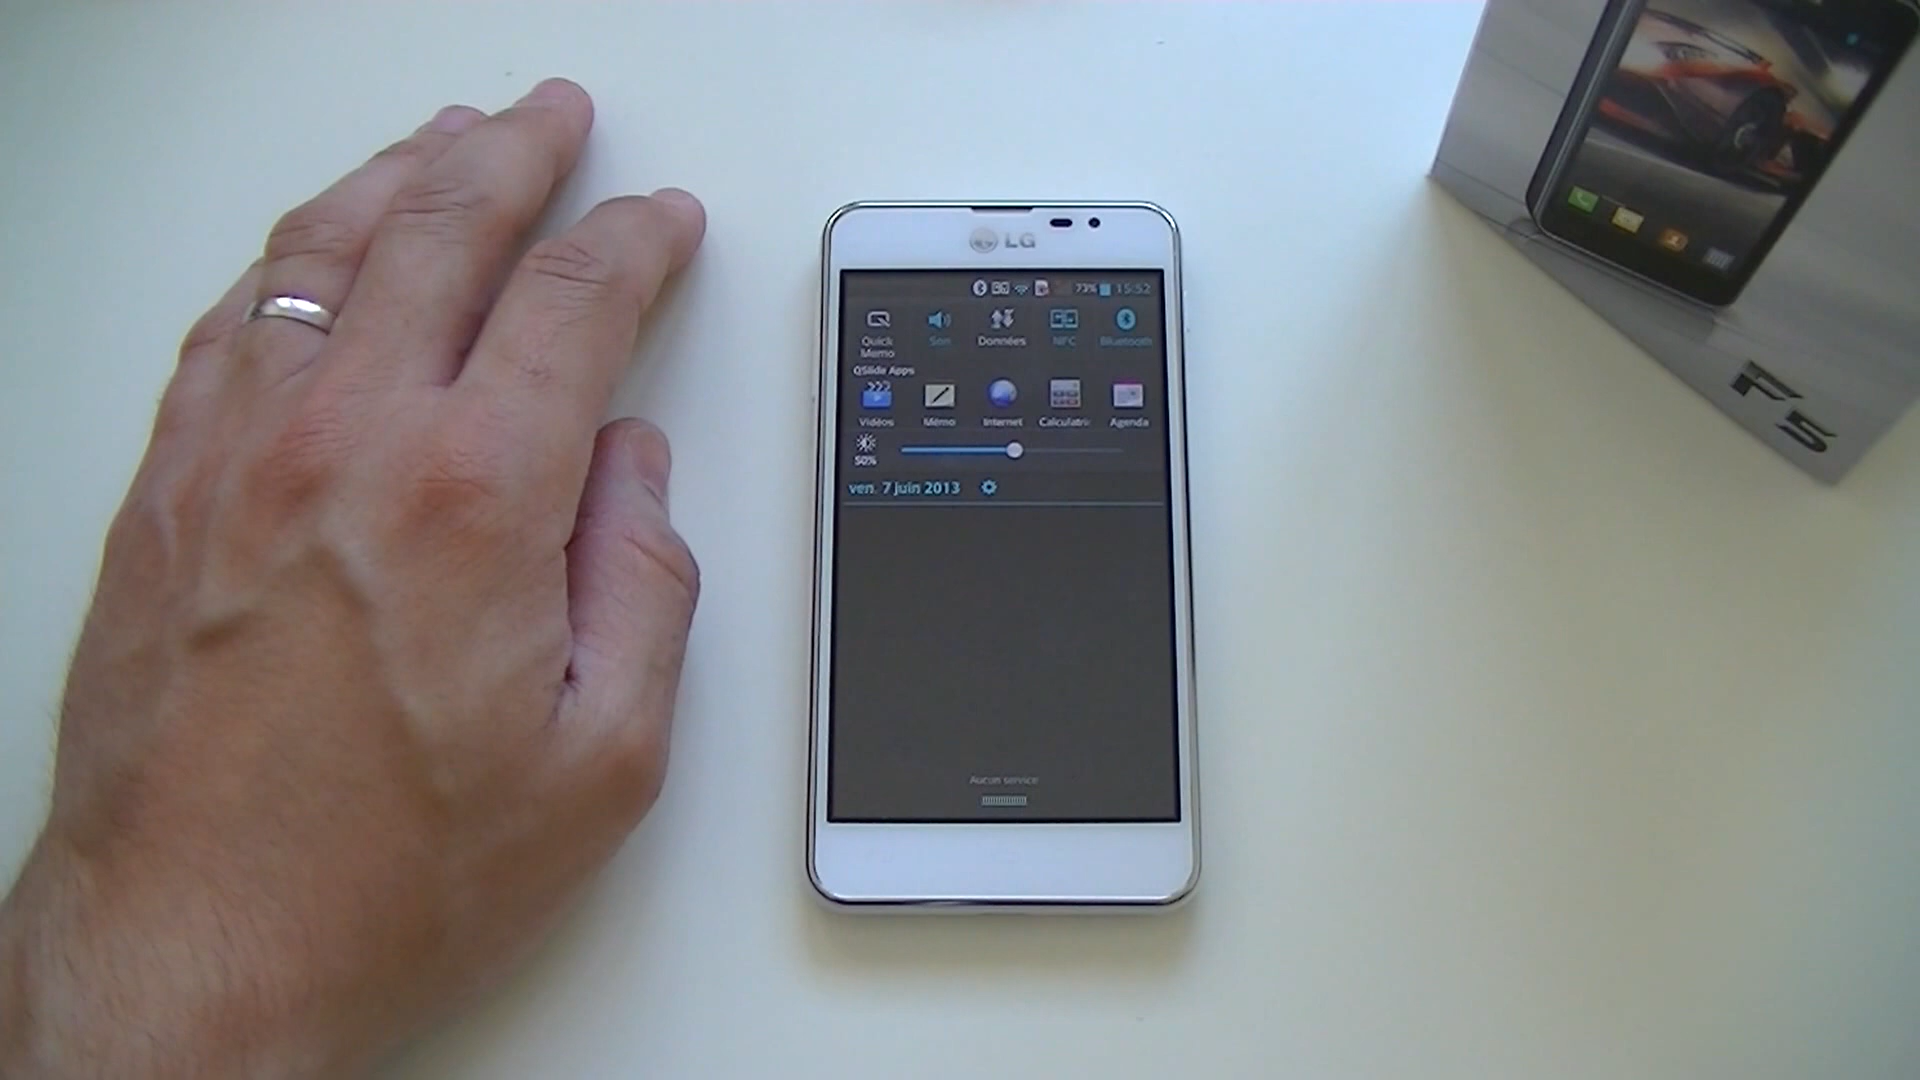 LG
73% 15:52
Quick Memo Son Données NFC Bluetooth
QSlide Apps
Vidéos Mémo Internet Calculatri Agenda
50%
ven. 7 juin 2013
Aucun service
F5